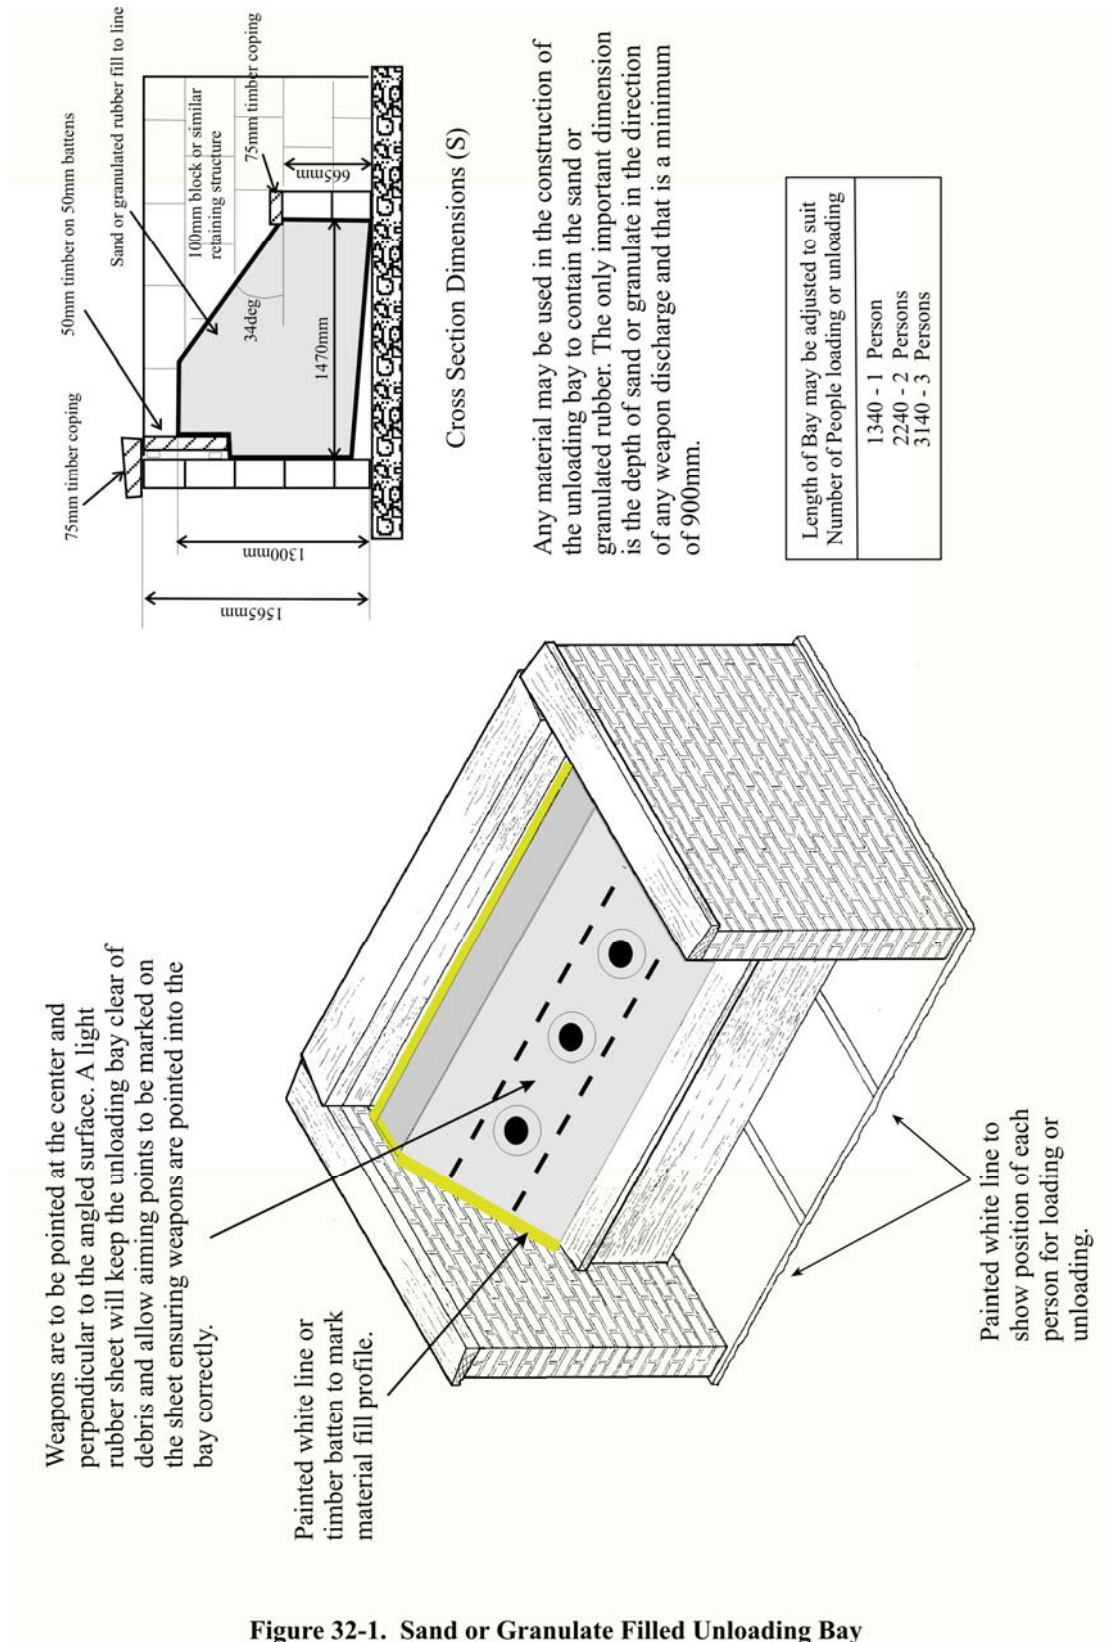 Weapons are to be pointed at the center and
perpendicular to the angled surface. A light
rubber sheet will keep the unloading bay clear of
debris and allow aiming points to be marked on
the sheet ensuring weapons are pointed into the
bay correctly.
Painted white line or
timber batten to mark
material fill profile.
Painted white line to
show position of each
person for loading or
unloading.
75mm timber coping
50mm timber on 50mm battens
Sand or granulated rubber fill to line
100mm block or similar
retaining structure
75mm timber coping
34deg
1470mm
665mm
1300mm
1565mm
Cross Section Dimensions (S)
Any material may be used in the construction of
the unloading bay to contain the sand or
granulated rubber. The only important dimension
is the depth of sand or granulate in the direction
of any weapon discharge and that is a minimum
of 900mm.
Length of Bay may be adjusted to suit
Number of People loading or unloading
1340 - 1 Person
2240 - 2 Persons
3140 - 3 Persons
Figure 32-1. Sand or Granulate Filled Unloading Bay